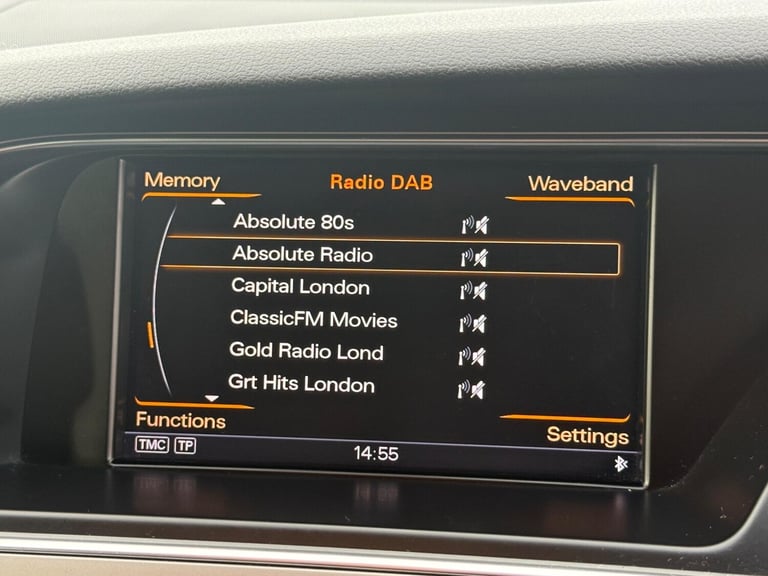 Memory Radio DAB Waveband
Absolute 80s
Absolute Radio
Capital London
ClassicFM Movies
Gold Radio Lond
Grt Hits London
Functions
Settings
TMC TP 14:55